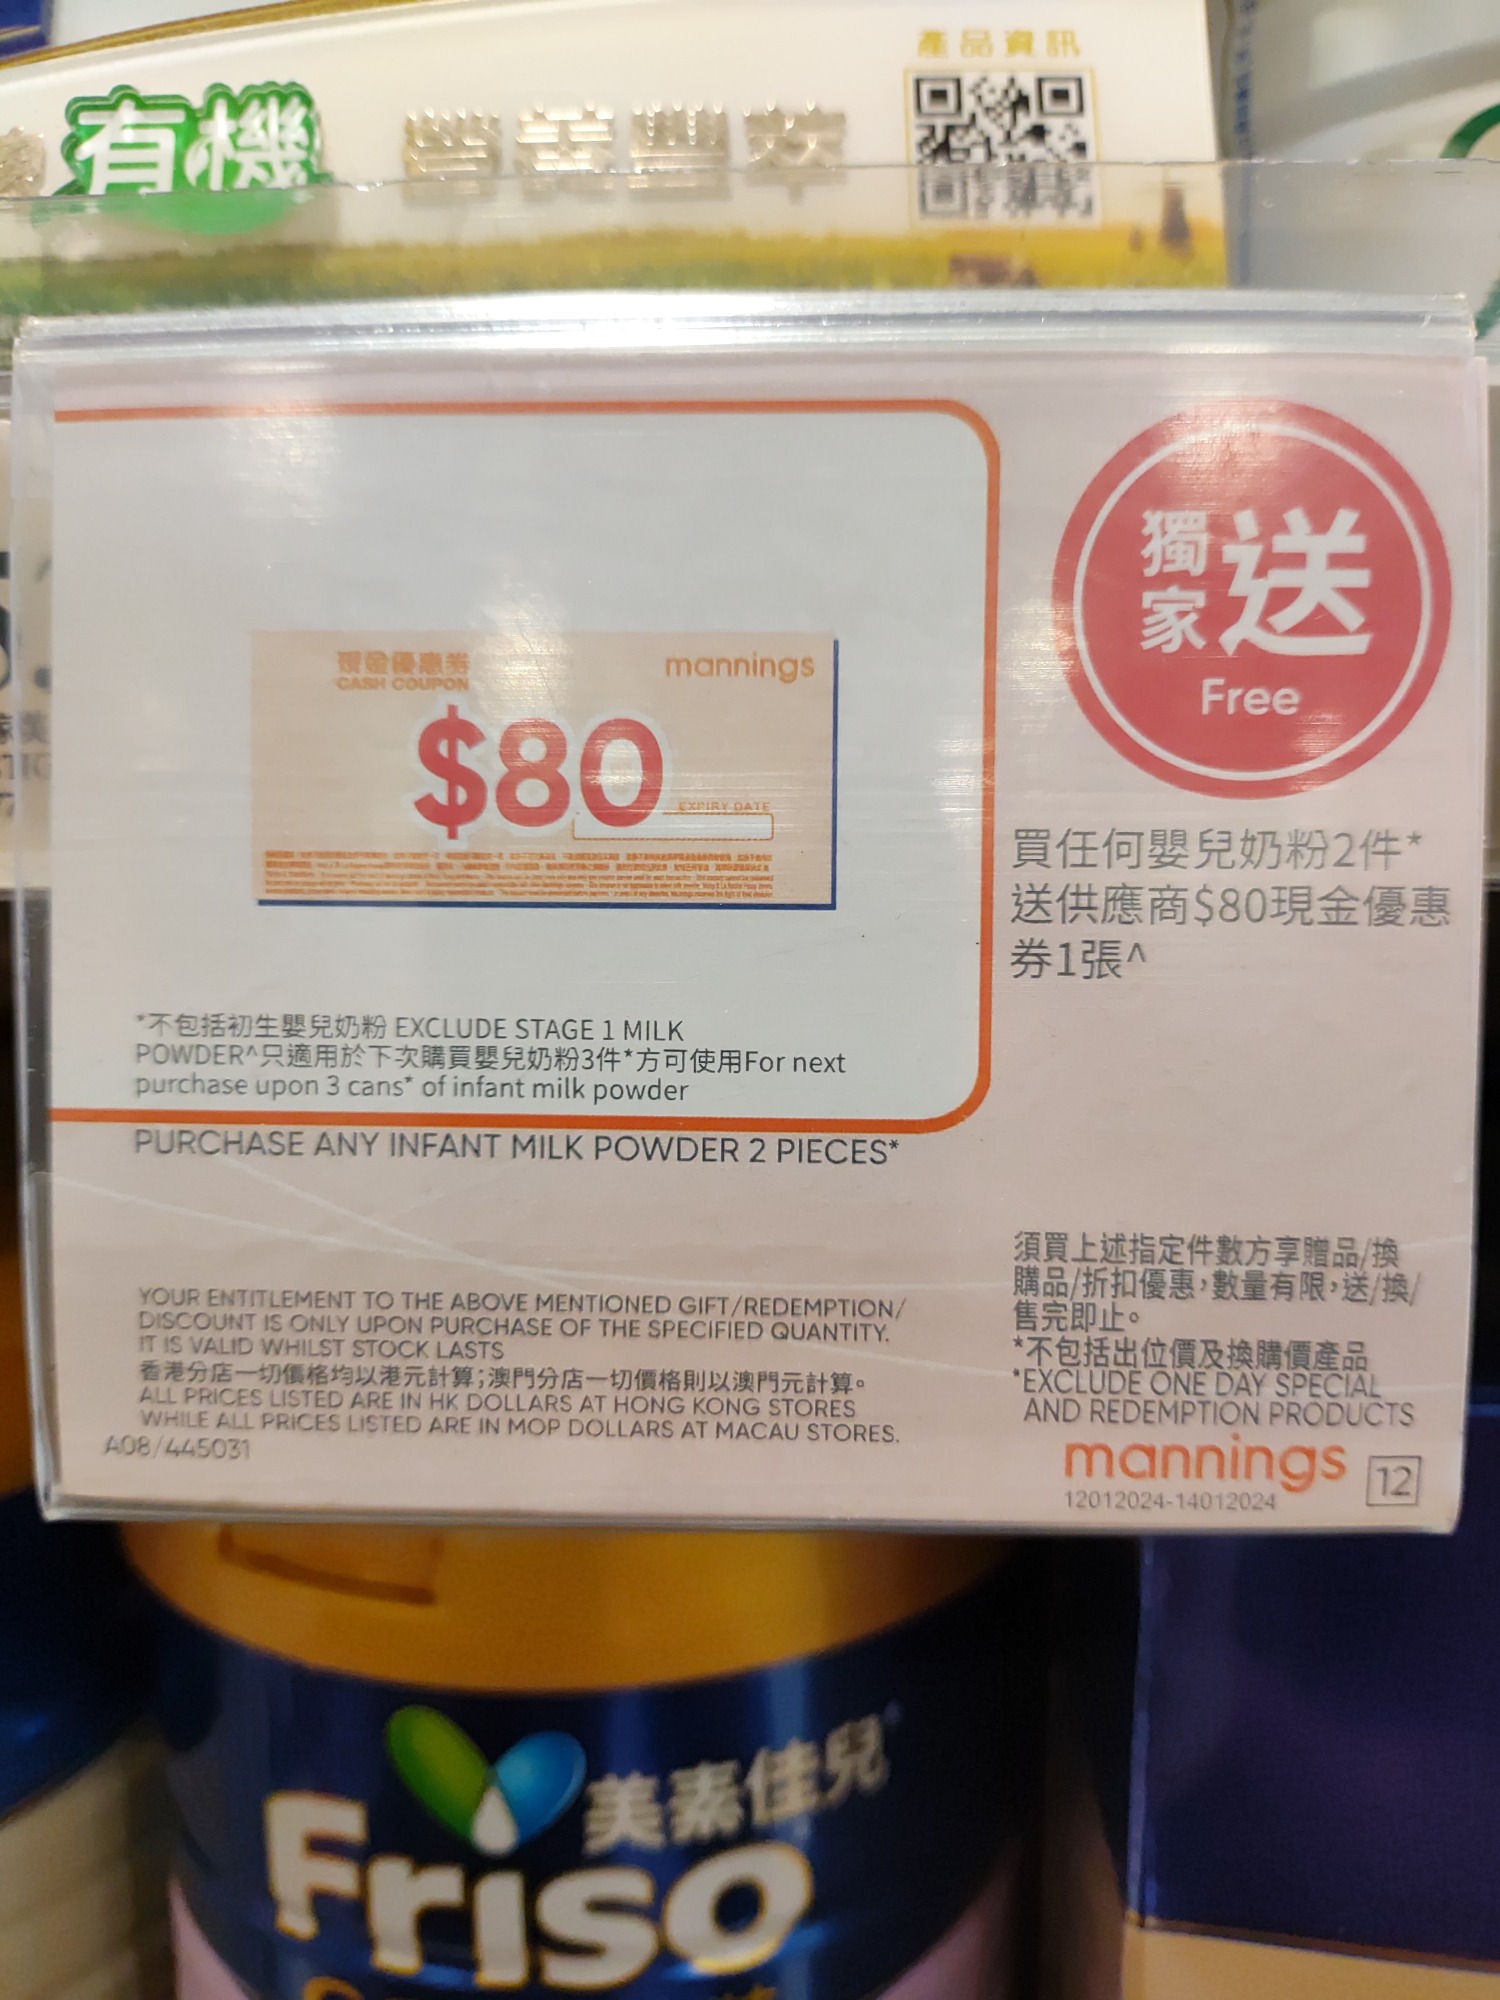 產品資訊
有機
現金優惠券
CASH COUPON
mannings
$80
EXPIRY DATE
獨家送
Free
買任何嬰兒奶粉2件*
送供應商$80現金優惠
券1張^
*不包括初生嬰兒奶粉 EXCLUDE STAGE 1 MILK
POWDER^只適用於下次購買嬰兒奶粉3件*方可使用For next
purchase upon 3 cans* of infant milk powder
PURCHASE ANY INFANT MILK POWDER 2 PIECES*
YOUR ENTITLEMENT TO THE ABOVE MENTIONED GIFT/REDEMPTION/
DISCOUNT IS ONLY UPON PURCHASE OF THE SPECIFIED QUANTITY.
IT IS VALID WHILST STOCK LASTS
香港分店一切價格均以港元計算;澳門分店一切價格則以澳門元計算。
ALL PRICES LISTED ARE IN HK DOLLARS AT HONG KONG STORES
WHILE ALL PRICES LISTED ARE IN MOP DOLLARS AT MACAU STORES.
A08/445031
須買上述指定件數方享贈品/換
購品/折扣優惠,數量有限,送/換/
售完即止。
*不包括出位價及換購價產品
*EXCLUDE ONE DAY SPECIAL
AND REDEMPTION PRODUCTS
mannings
12
12012024-14012024
美素佳兒
Friso